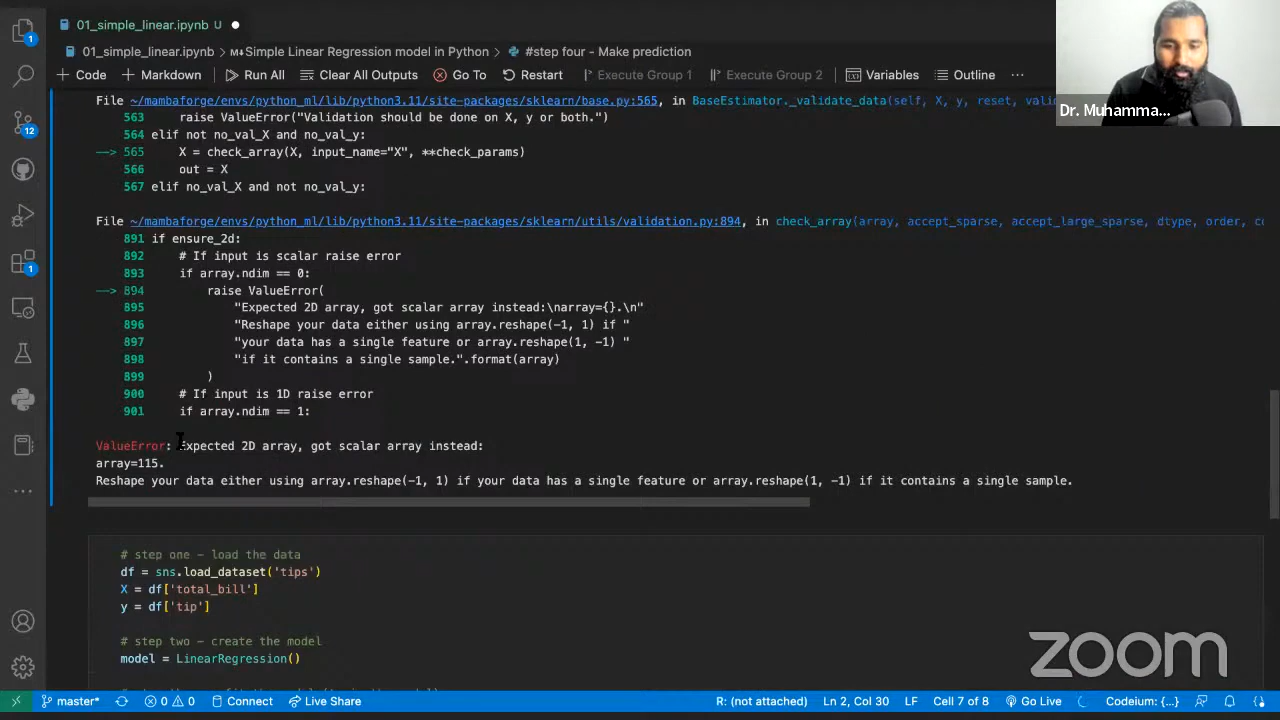 01_simple_linear.ipynb U
01_simple_linear.ipynb > M↓Simple Linear Regression model in Python > #step four - Make prediction
+ Code + Markdown Run All Clear All Outputs Go To Restart Execute Group 1 Execute Group 2 Variables Outline ...
Dr. Muhamma...
File ~/mambaforge/envs/python_ml/lib/python3.11/site-packages/sklearn/base.py:565, in BaseEstimator._validate_data(self, X, y, reset, vali
563 raise ValueError("Validation should be done on X, y or both.")
564 elif not no_val_X and no_val_y:
--> 565 X = check_array(X, input_name="X", **check_params)
566 out = X
567 elif no_val_X and not no_val_y:
File ~/mambaforge/envs/python_ml/lib/python3.11/site-packages/sklearn/utils/validation.py:894, in check_array(array, accept_sparse, accept_large_sparse, dtype, order, co
891 if ensure_2d:
892 # If input is scalar raise error
893 if array.ndim == 0:
--> 894 raise ValueError(
895 "Expected 2D array, got scalar array instead:\narray={}.\n"
896 "Reshape your data either using array.reshape(-1, 1) if "
897 "your data has a single feature or array.reshape(1, -1) "
898 "if it contains a single sample.".format(array)
899 )
900 # If input is 1D raise error
901 if array.ndim == 1:
ValueError: Expected 2D array, got scalar array instead:
array=115.
Reshape your data either using array.reshape(-1, 1) if your data has a single feature or array.reshape(1, -1) if it contains a single sample.
# step one - load the data
df = sns.load_dataset('tips')
X = df['total_bill']
y = df['tip']
# step two - create the model
model = LinearRegression()
zoom
master* 0 0 Connect Live Share R: (not attached) Ln 2, Col 30 LF Cell 7 of 8 Go Live Codeium: {...}
1
12
1